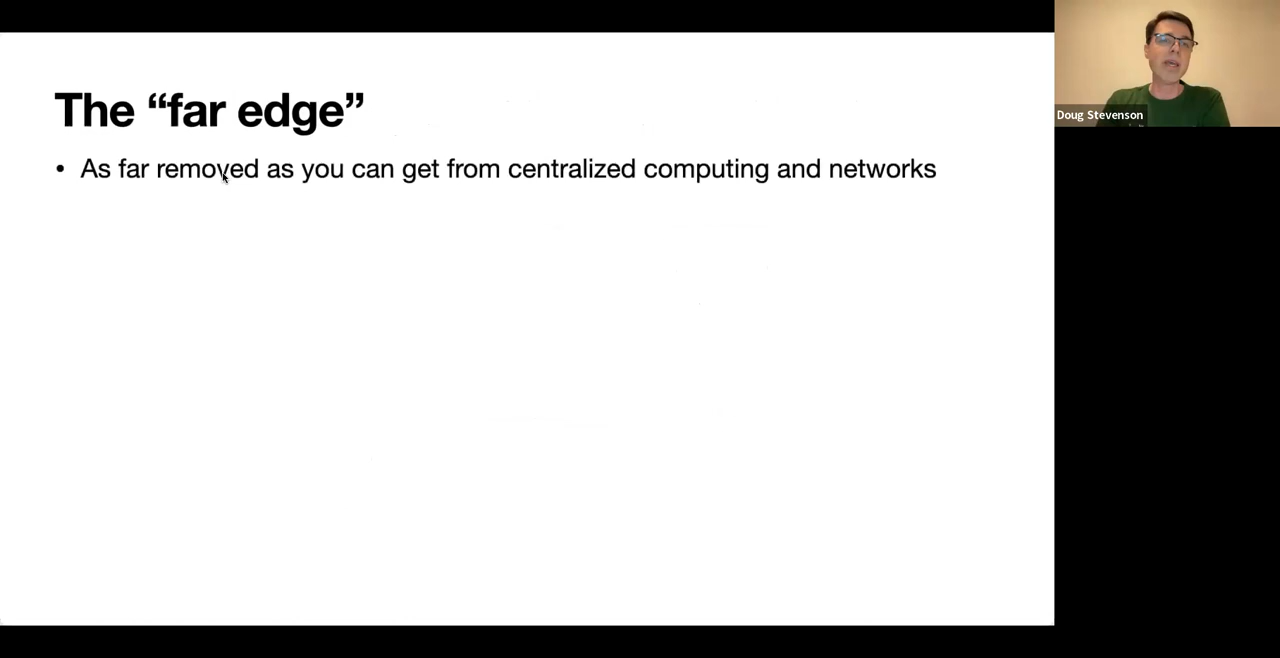 The “far edge”
• As far removed as you can get from centralized computing and networks
Doug Stevenson